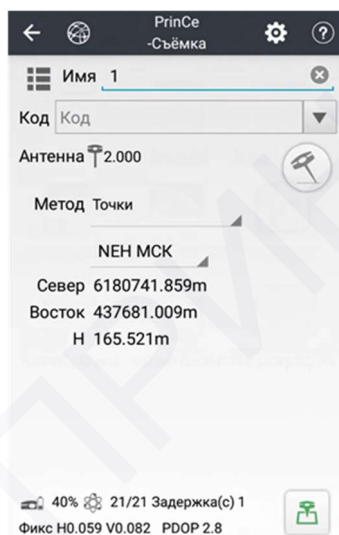 PrinCe
-Съёмка
Имя 1
Код Код
Антенна 2.000
Метод Точки
NEH МСК
Север 6180741.859m
Восток 437681.009m
H 165.521m
40% 21/21 Задержка(с) 1
Фикс H0.059 V0.082 PDOP 2.8